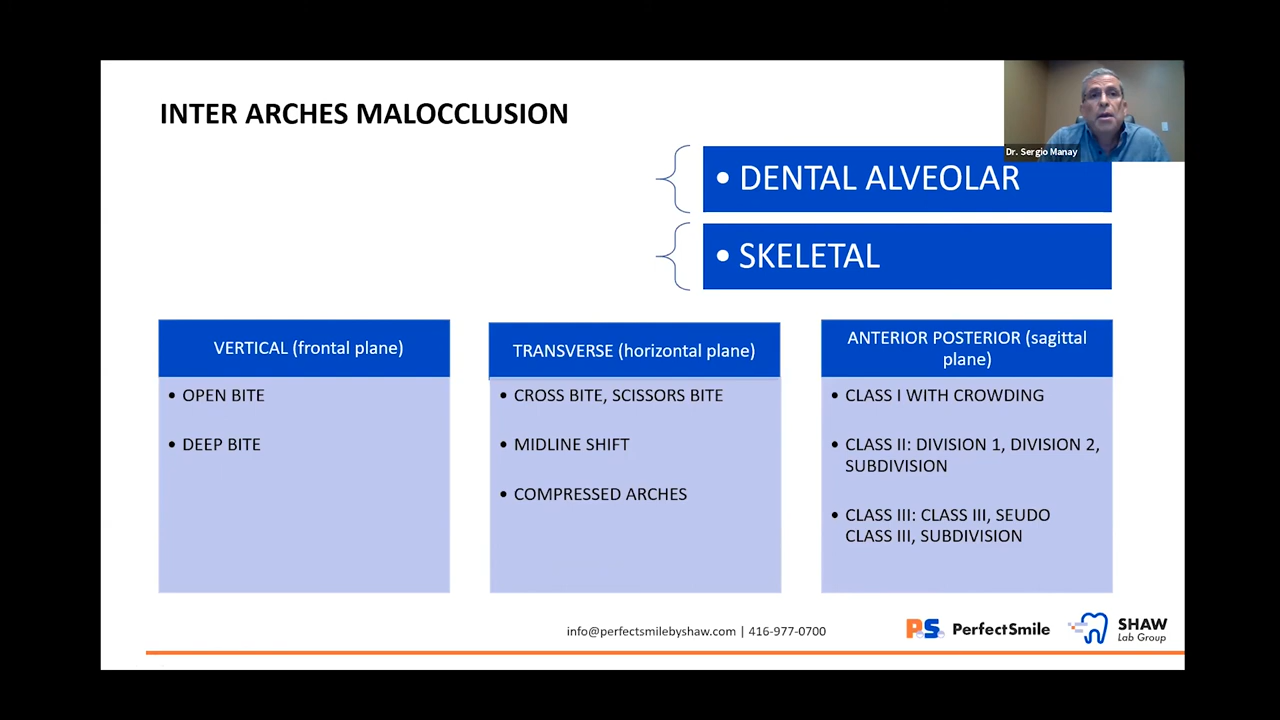 INTER ARCHES MALOCCLUSION
Dr. Sergio Manay
• DENTAL ALVEOLAR
• SKELETAL
VERTICAL (frontal plane)
• OPEN BITE
• DEEP BITE
TRANSVERSE (horizontal plane)
• CROSS BITE, SCISSORS BITE
• MIDLINE SHIFT
• COMPRESSED ARCHES
ANTERIOR POSTERIOR (sagittal
plane)
• CLASS I WITH CROWDING
• CLASS II: DIVISION 1, DIVISION 2,
SUBDIVISION
• CLASS III: CLASS III, SEUDO
CLASS III, SUBDIVISION
info@perfectsmilebyshaw.com | 416-977-0700
PS PerfectSmile
SHAW
Lab Group